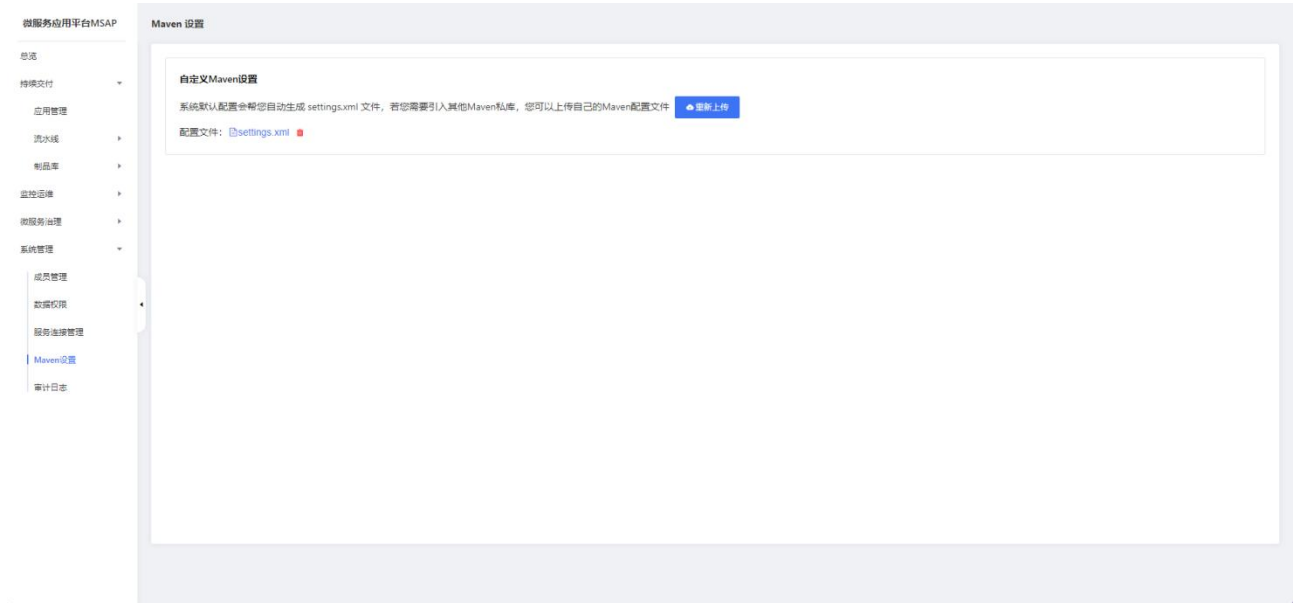 微服务应用平台MSAP
总览
持续交付
应用管理
流水线
制品库
监控运维
微服务治理
系统管理
成员管理
数据权限
服务连接管理
Maven设置
审计日志
Maven 设置
自定义Maven设置
系统默认配置会帮您自动生成 settings.xml 文件，若您需要引入其他Maven私库，您可以上传自己的Maven配置文件 重新上传
配置文件： settings.xml